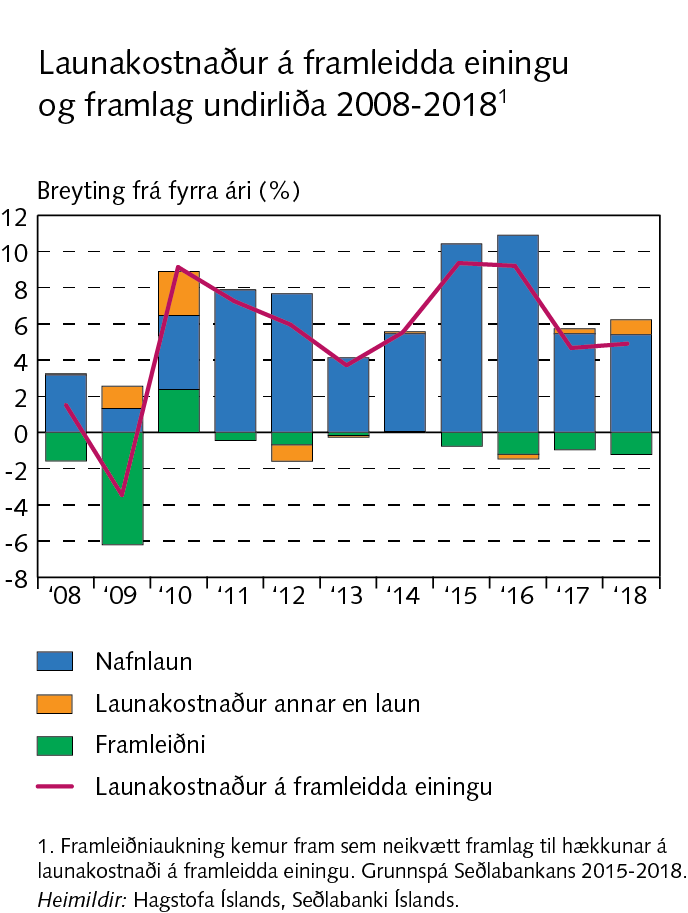 Launakostnaður á framleidda einingu
og framlag undirliða 2008-2018¹
Breyting frá fyrra ári (%)
12
10
8
6
4
2
0
-2
-4
-6
-8
‘08 ‘09 ‘10 ‘11 ‘12 ‘13 ‘14 ‘15 ‘16 ‘17 ‘18
Nafnlaun
Launakostnaður annar en laun
Framleiðni
Launakostnaður á framleidda einingu
1. Framleiðniaukning kemur fram sem neikvætt framlag til hækkunar á
launakostnaði á framleidda einingu. Grunnspá Seðlabankans 2015-2018.
Heimildir: Hagstofa Íslands, Seðlabanki Íslands.